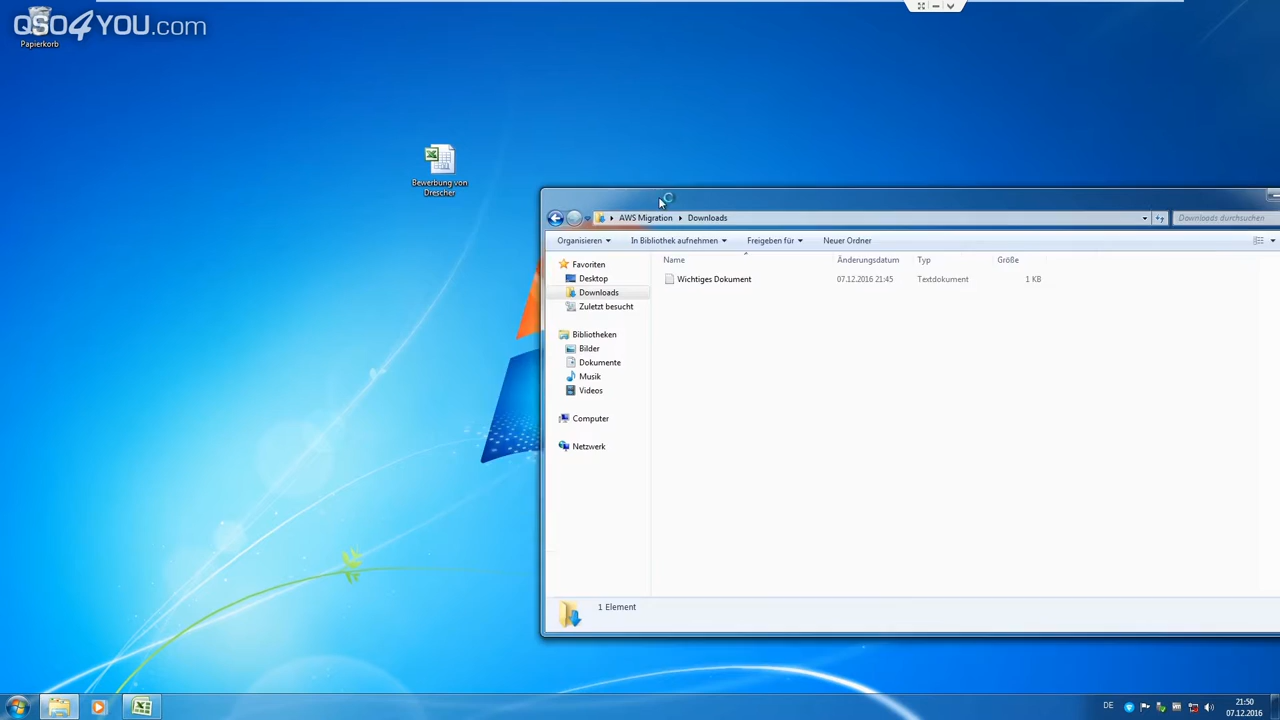 QSO4YOU.com
Papierkorb
Bewerbung von
Drescher
AWS Migration
Downloads
Downloads durchsuchen
Organisieren
In Bibliothek aufnehmen
Freigeben für
Neuer Ordner
Name
Änderungsdatum
Typ
Größe
Wichtiges Dokument
07.12.2016 21:45
Textdokument
1 KB
Favoriten
Desktop
Downloads
Zuletzt besucht
Bibliotheken
Bilder
Dokumente
Musik
Videos
Computer
Netzwerk
1 Element
DE
21:50
07.12.2016